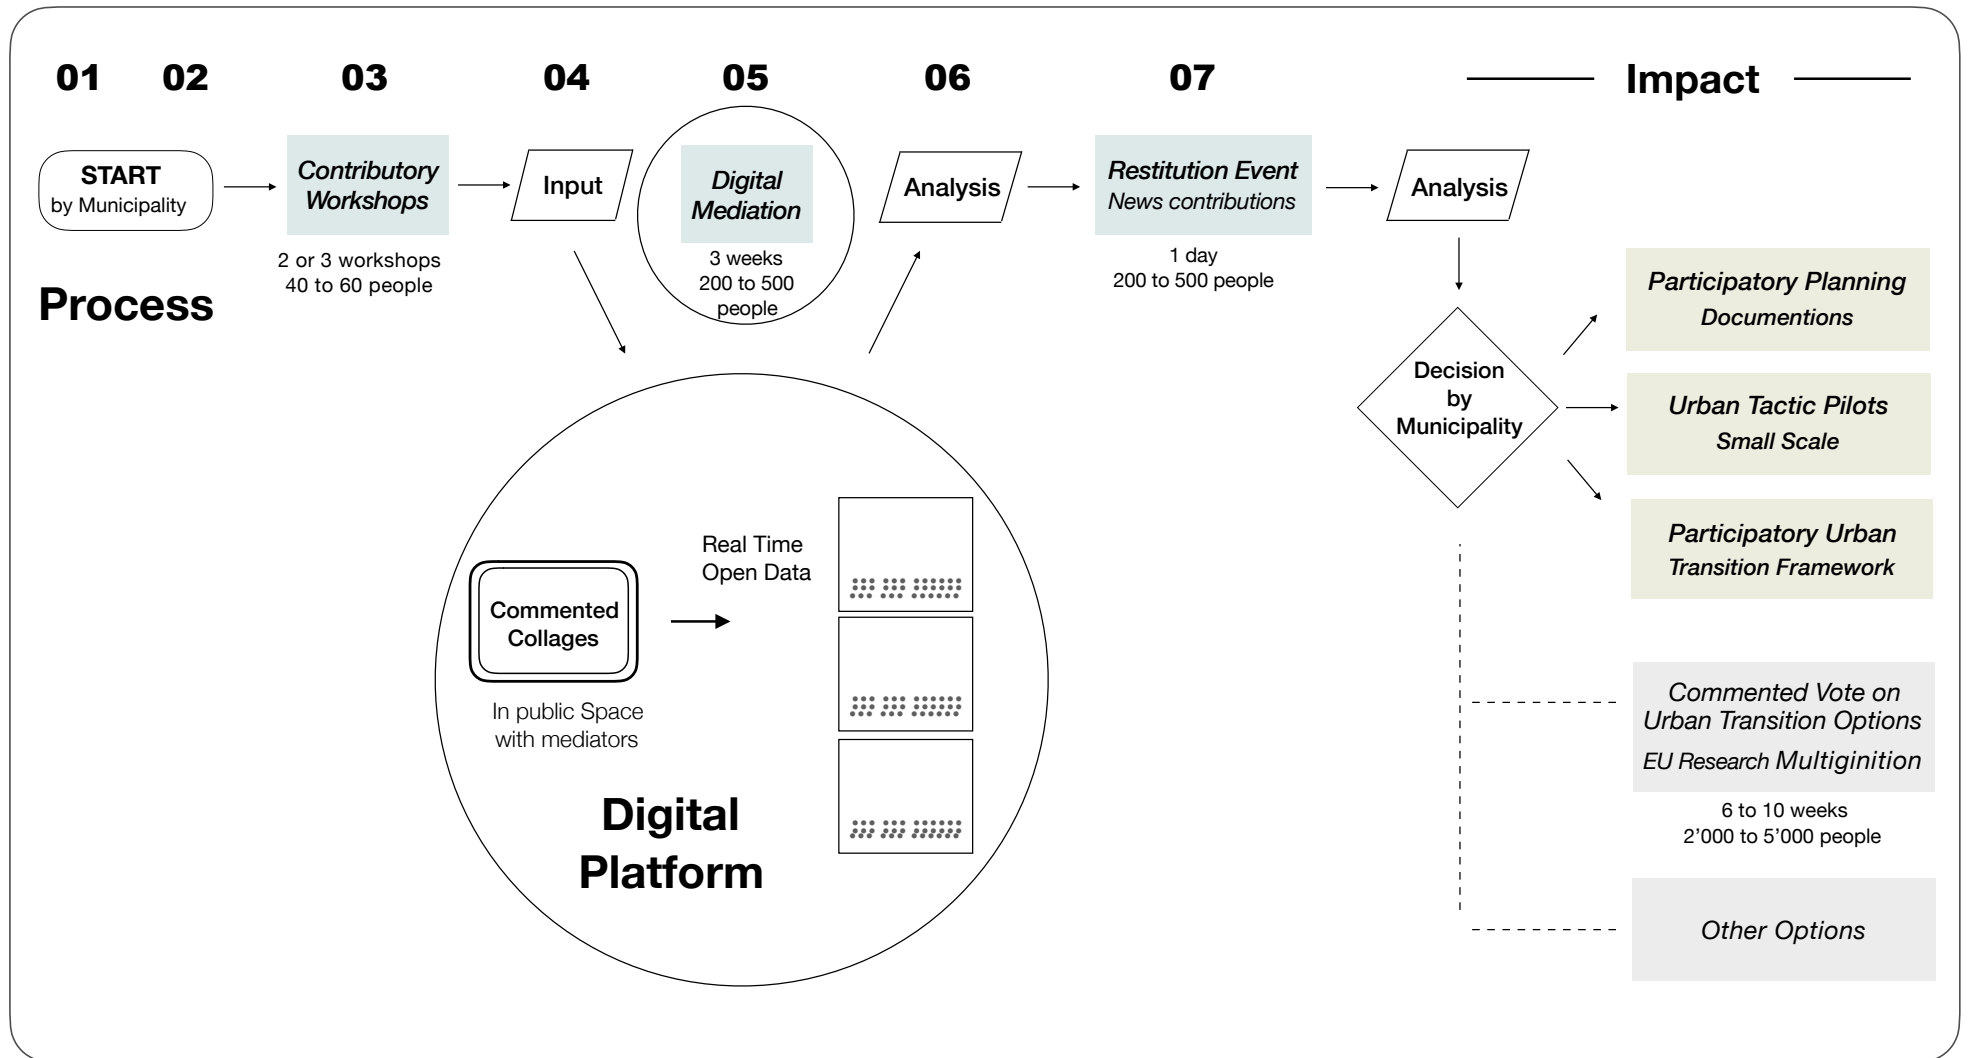 01
02
03
04
05
06
07
Impact
START
by Municipality
Contributory
Workshops
2 or 3 workshops
40 to 60 people
Input
Digital
Mediation
3 weeks
200 to 500
people
Analysis
Restitution Event
News contributions
1 day
200 to 500 people
Analysis
Process
Decision
by
Municipality
Participatory Planning
Documentions
Urban Tactic Pilots
Small Scale
Participatory Urban
Transition Framework
Commented
Collages
In public Space
with mediators
Real Time
Open Data
Digital
Platform
Commented Vote on
Urban Transition Options
EU Research Multiginition
6 to 10 weeks
2’000 to 5’000 people
Other Options